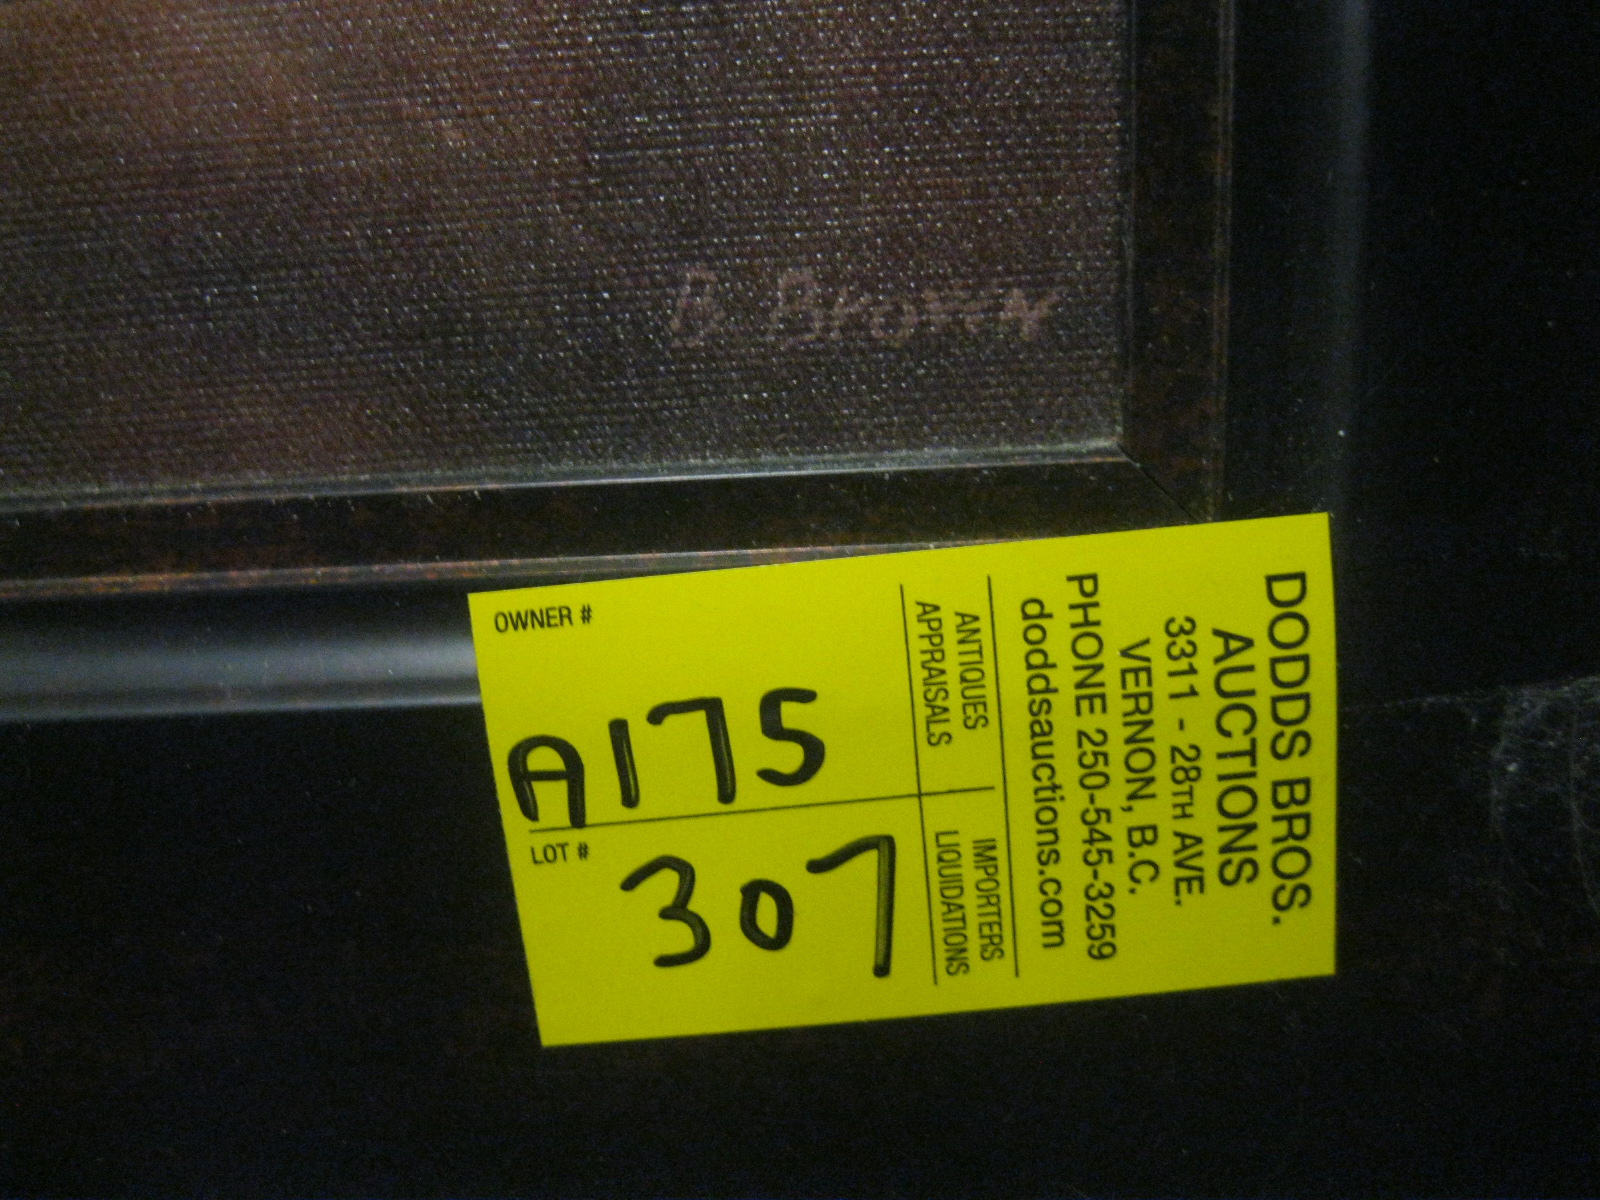 B Brown
OWNER #
A175
LOT #
307
ANTIQUES
APPRAISALS
IMPORTERS
LIQUIDATIONS
DODDS BROS.
AUCTIONS
3311 - 28TH AVE.
VERNON, B.C.
PHONE 250-545-3259
doddsauctions.com